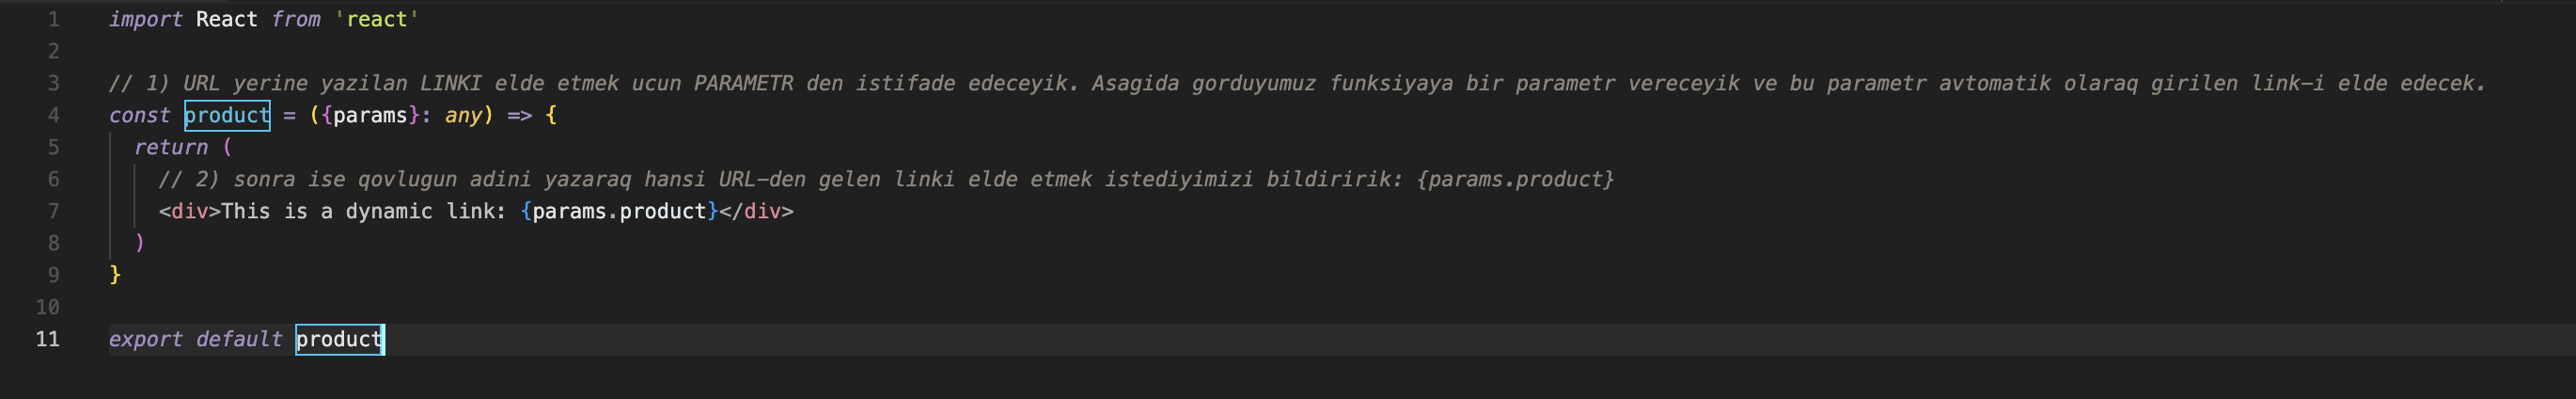 1 import React from 'react'
2
3 // 1) URL yerine yazilan LINKI elde etmek ucun PARAMETR den istifade edeceyik. Asagida gorduyumuz funksiyaya bir parametr vereceyik ve bu parametr avtomatik olaraq girilen link-i elde edecek.
4 const product = ({params}: any) => {
5 return (
6 // 2) sonra ise qovlugun adini yazaraq hansi URL-den gelen linki elde etmek istediyimizi bildiririk: {params.product}
7 <div>This is a dynamic link: {params.product}</div>
8 )
9 }
10
11 export default product